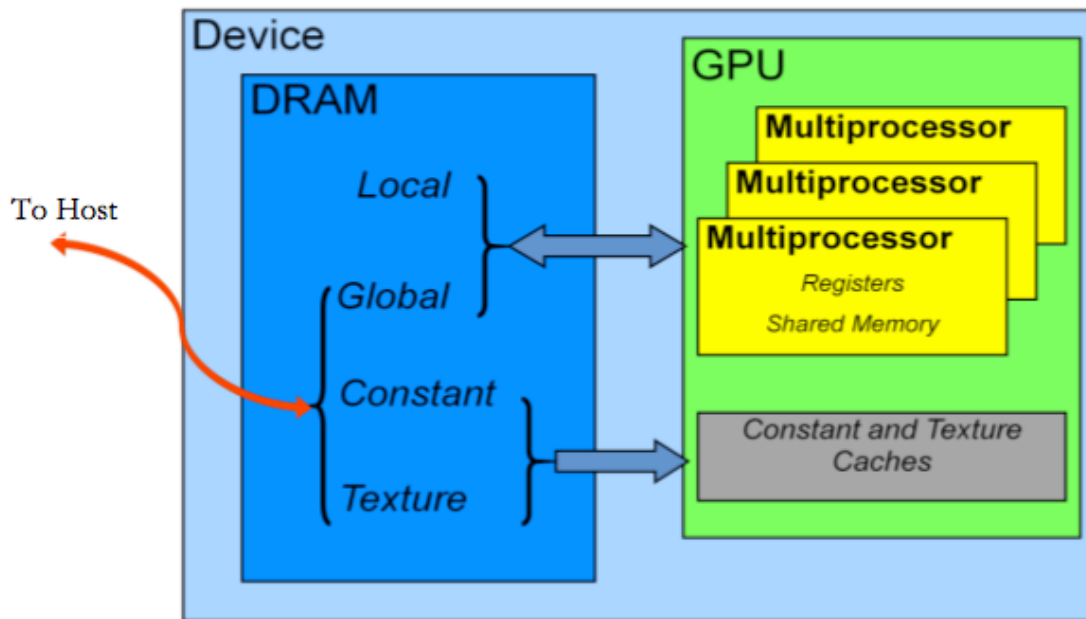 Device
DRAM
Local
Global
Constant
Texture
To Host
GPU
Multiprocessor
Multiprocessor
Multiprocessor
Registers
Shared Memory
Constant and Texture
Caches